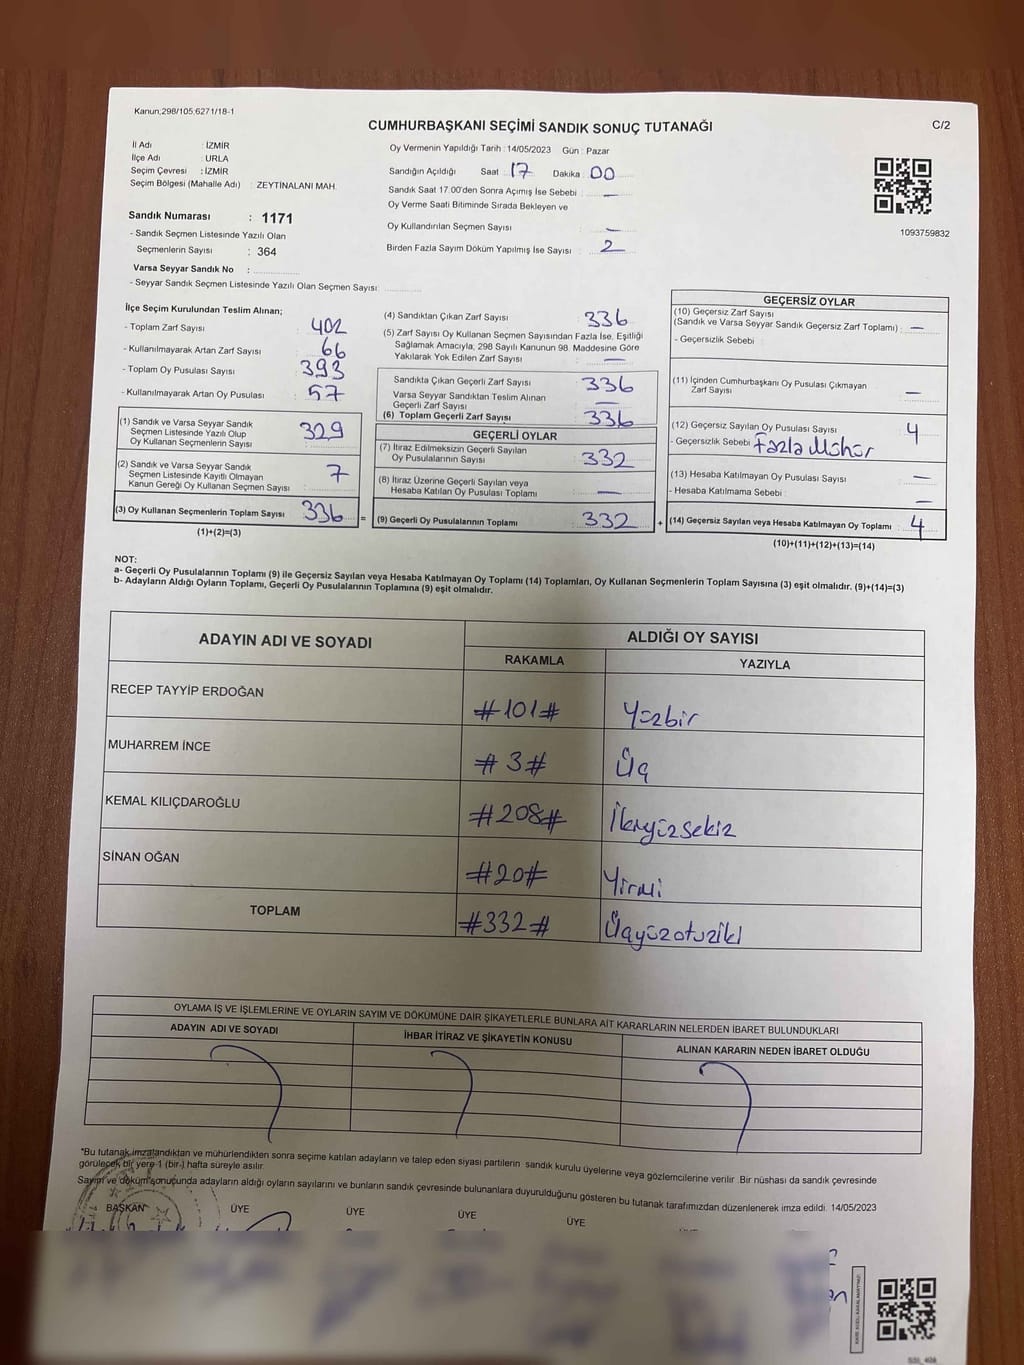 Kanun;298/105;6271/18-1
C/2
CUMHURBAŞKANI SEÇİMİ SANDIK SONUÇ TUTANAĞI
İl Adı : İZMİR
İlçe Adı : URLA
Seçim Çevresi : İZMİR
Seçim Bölgesi (Mahalle Adı) : ZEYTİNALANI MAH.
Sandık Numarası : 1171
- Sandık Seçmen Listesinde Yazılı Olan
Seçmenlerin Sayısı : 364
Varsa Seyyar Sandık No :
- Seyyar Sandık Seçmen Listesinde Yazılı Olan Seçmen Sayısı:
Oy Vermenin Yapıldığı Tarih : 14/05/2023 Gün : Pazar
Sandığın Açıldığı Saat : 17 Dakika : 00
Sandık Saat 17.00'den Sonra Açımış İse Sebebi : —
Oy Verme Saati Bitiminde Sırada Bekleyen ve
Oy Kullandırılan Seçmen Sayısı : —
Birden Fazla Sayım Döküm Yapılmış İse Sayısı : 2
1093759832
İlçe Seçim Kurulundan Teslim Alınan;
- Toplam Zarf Sayısı : 402
- Kullanılmayarak Artan Zarf Sayısı : 66
- Toplam Oy Pusulası Sayısı : 393
- Kullanılmayarak Artan Oy Pusulası : 57
(1) Sandık ve Varsa Seyyar Sandık
Seçmen Listesinde Yazılı Olup
Oy Kullanan Seçmenlerin Sayısı : 329
(2) Sandık ve Varsa Seyyar Sandık
Seçmen Listesinde Kayıtlı Olmayan
Kanun Gereği Oy Kullanan Seçmen Sayısı : 7
(3) Oy Kullanan Seçmenlerin Toplam Sayısı : 336
(1)+(2)=(3)
(4) Sandıktan Çıkan Zarf Sayısı : 336
(5) Zarf Sayısı Oy Kullanan Seçmen Sayısından Fazla İse, Eşitliği
Sağlamak Amacıyla; 298 Sayılı Kanunun 98. Maddesine Göre
Yakılarak Yok Edilen Zarf Sayısı : —
Sandıkta Çıkan Geçerli Zarf Sayısı : 336
Varsa Seyyar Sandıktan Teslim Alınan
Geçerli Zarf Sayısı : —
(6) Toplam Geçerli Zarf Sayısı : 336
GEÇERLİ OYLAR
(7) İtiraz Edilmeksizin Geçerli Sayılan
Oy Pusulalarının Sayısı : 332
(8) İtiraz Üzerine Geçerli Sayılan veya
Hesaba Katılan Oy Pusulası Toplamı : —
= (9) Geçerli Oy Pusulalarının Toplamı : 332
GEÇERSİZ OYLAR
(10) Geçersiz Zarf Sayısı
(Sandık ve Varsa Seyyar Sandık Geçersiz Zarf Toplamı) : —
- Geçersizlik Sebebi :
(11) İçinden Cumhurbaşkanı Oy Pusulası Çıkmayan
Zarf Sayısı : —
(12) Geçersiz Sayılan Oy Pusulası Sayısı : 4
- Geçersizlik Sebebi : Fazla Mühür
(13) Hesaba Katılmayan Oy Pusulası Sayısı : —
- Hesaba Katılmama Sebebi : —
+ (14) Geçersiz Sayılan veya Hesaba Katılmayan Oy Toplamı : 4
(10)+(11)+(12)+(13)=(14)
NOT:
a- Geçerli Oy Pusulalarının Toplamı (9) ile Geçersiz Sayılan veya Hesaba Katılmayan Oy Toplamı (14) Toplamları, Oy Kullanan Seçmenlerin Toplam Sayısına (3) eşit olmalıdır. (9)+(14)=(3)
b- Adayların Aldığı Oyların Toplamı, Geçerli Oy Pusulalarının Toplamına (9) eşit olmalıdır.
ADAYIN ADI VE SOYADI
ALDIĞI OY SAYISI
RAKAMLA YAZIYLA
RECEP TAYYİP ERDOĞAN #101# Yüzbir
MUHARREM İNCE #3# Üç
KEMAL KILIÇDAROĞLU #208# İkiyüzsekiz
SİNAN OĞAN #20# Yirmi
TOPLAM #332# Üçyüzotuziki
OYLAMA İŞ VE İŞLEMLERİNE VE OYLARIN SAYIM VE DÖKÜMÜNE DAİR ŞİKAYETLERLE BUNLARA AİT KARARLARIN NELERDEN İBARET BULUNDUKLARI
ADAYIN ADI VE SOYADI İHBAR İTİRAZ VE ŞİKAYETİN KONUSU ALINAN KARARIN NEDEN İBARET OLDUĞU
*Bu tutanak imzalandıktan ve mühürlendikten sonra seçime katılan adayların ve talep eden siyasi partilerin sandık kurulu üyelerine veya gözlemcilerine verilir. Bir nüshası da sandık çevresinde
görülecek bir yere 1 (bir) hafta süreyle asılır.
Sayım ve döküm sonucunda adayların aldığı oyların sayılarını ve bunların sandık çevresinde bulunanlara duyurulduğunu gösteren bu tutanak tarafımızdan düzenlenerek imza edildi. 14/05/2023
BAŞKAN ÜYE ÜYE ÜYE ÜYE